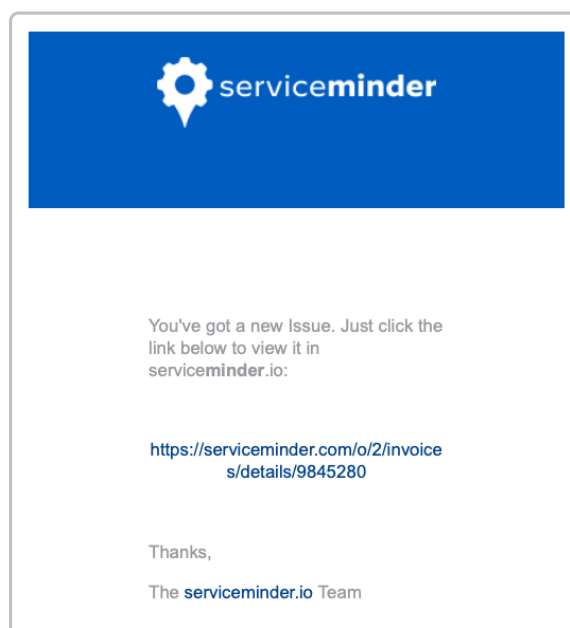 serviceminder
You've got a new Issue. Just click the
link below to view it in
serviceminder.io:
https://serviceminder.com/o/2/invoice
s/details/9845280
Thanks,
The serviceminder.io Team